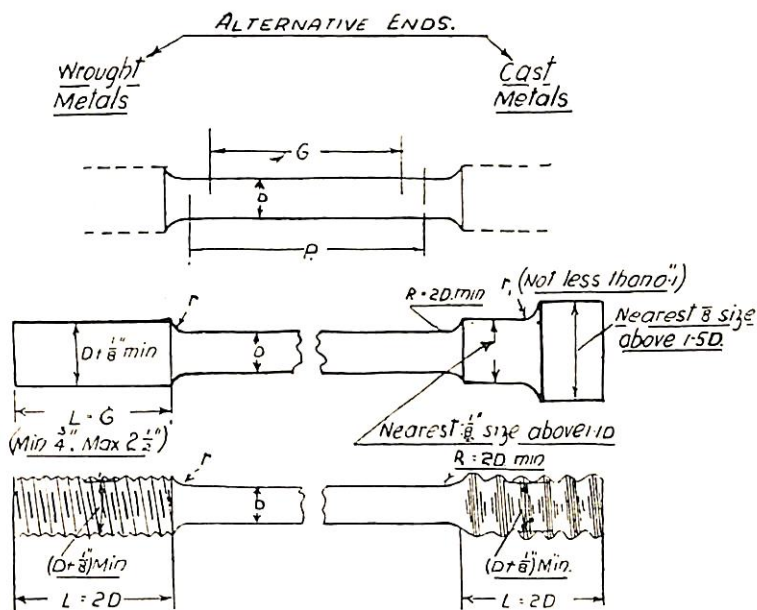 ALTERNATIVE ENDS.
Wrought
Metals
Cast
Metals
G
D
P
r
R=2D.min
r, (Not less than 0·1")
Nearest 1/8 size
above 1·5D.
D+1/8" min
D
L=G
(Min 3/4", Max 2 1/2")
Nearest 1/8" size above 1·1D
r
R=2D min
D
(D+1/8")Min
(D+1/8")Min.
L=2D
L=2D